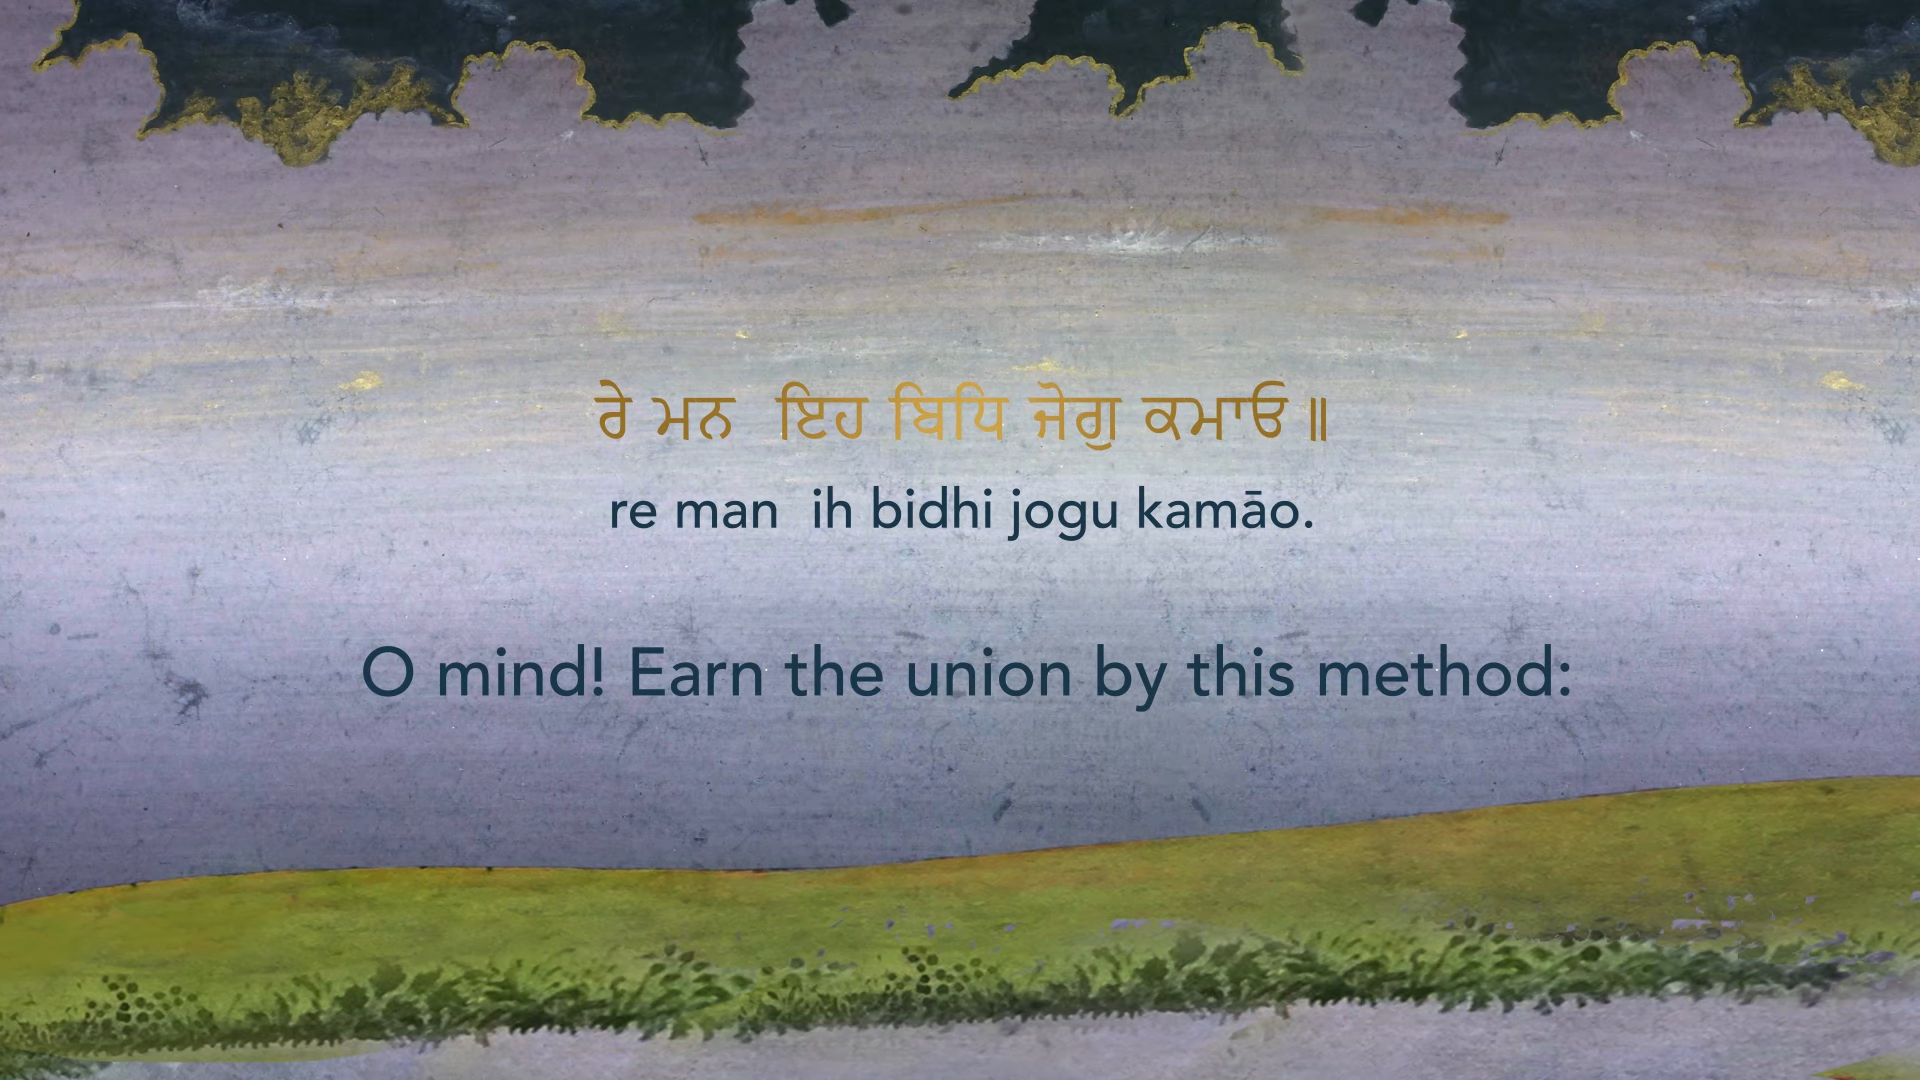 ਰੇ ਮਨ  ਇਹ ਬਿਧਿ ਜੋਗੁ ਕਮਾਓ ॥
re man  ih bidhi jogu kamāo.
O mind! Earn the union by this method: